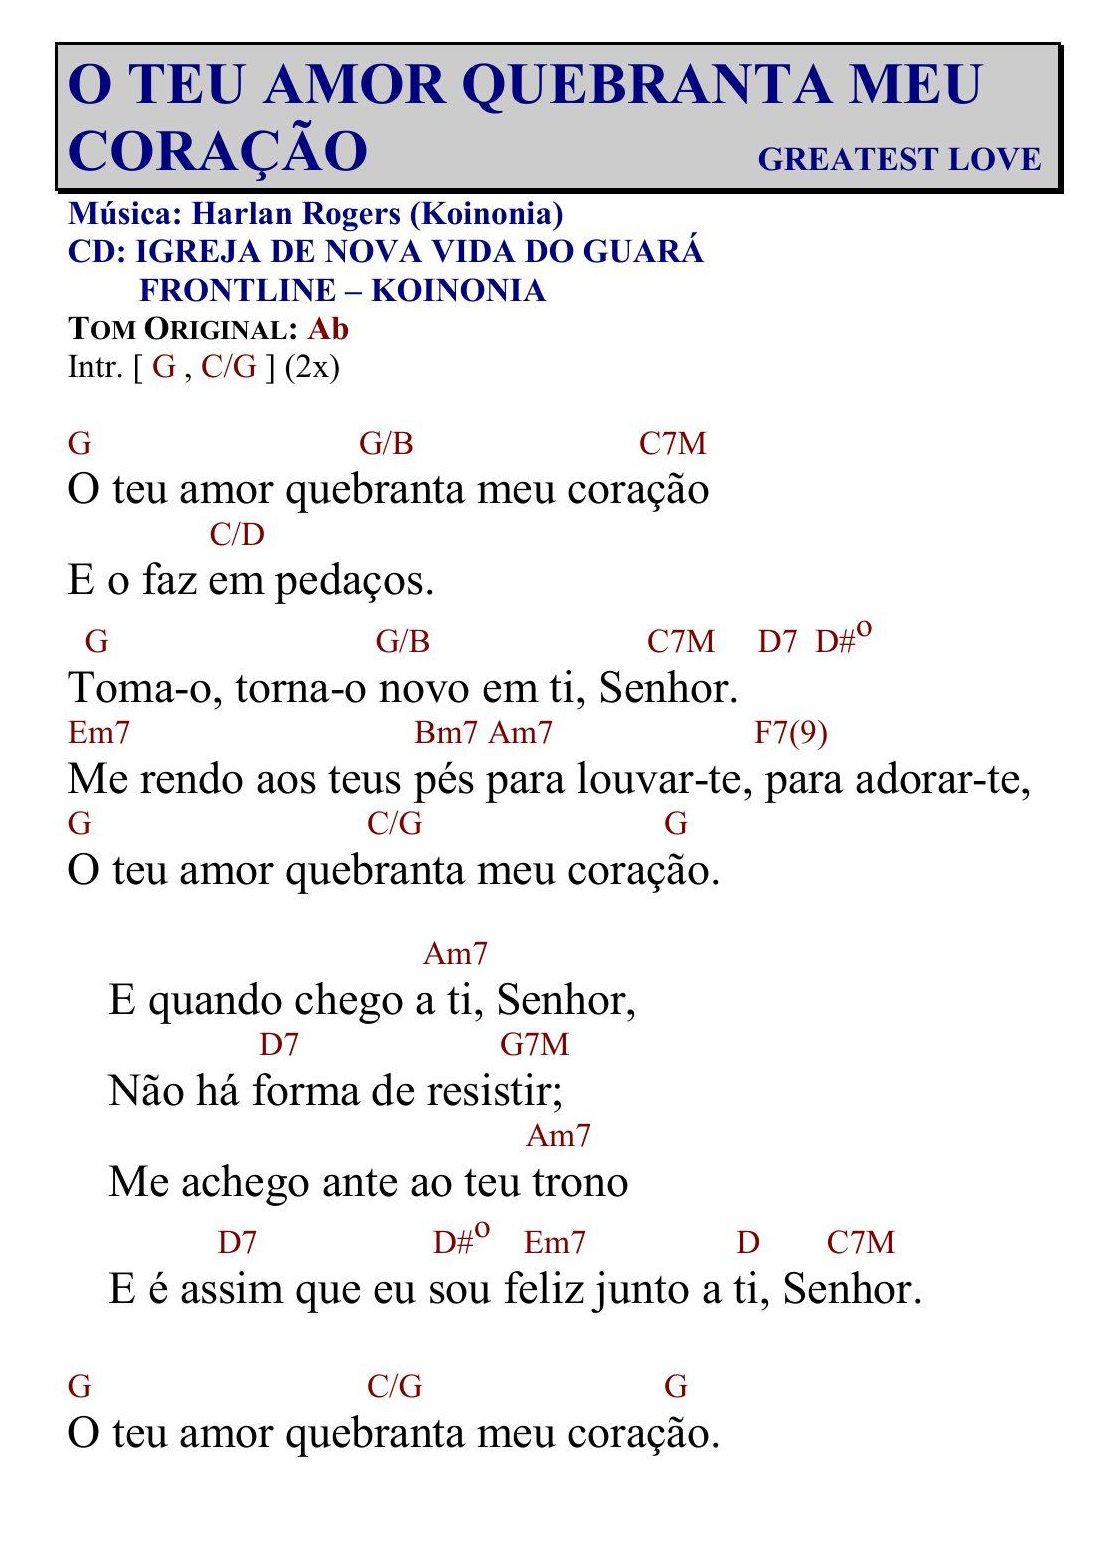 O TEU AMOR QUEBRANTA MEU
CORAÇÃO GREATEST LOVE
Música: Harlan Rogers (Koinonia)
CD: IGREJA DE NOVA VIDA DO GUARÁ
FRONTLINE – KOINONIA
TOM ORIGINAL: Ab
Intr. [ G , C/G ] (2x)
G G/B C7M
O teu amor quebranta meu coração
C/D
E o faz em pedaços.
G G/B C7M D7 D#º
Toma-o, torna-o novo em ti, Senhor.
Em7 Bm7 Am7 F7(9)
Me rendo aos teus pés para louvar-te, para adorar-te,
G C/G G
O teu amor quebranta meu coração.
Am7
E quando chego a ti, Senhor,
D7 G7M
Não há forma de resistir;
Am7
Me achego ante ao teu trono
D7 D#º Em7 D C7M
E é assim que eu sou feliz junto a ti, Senhor.
G C/G G
O teu amor quebranta meu coração.